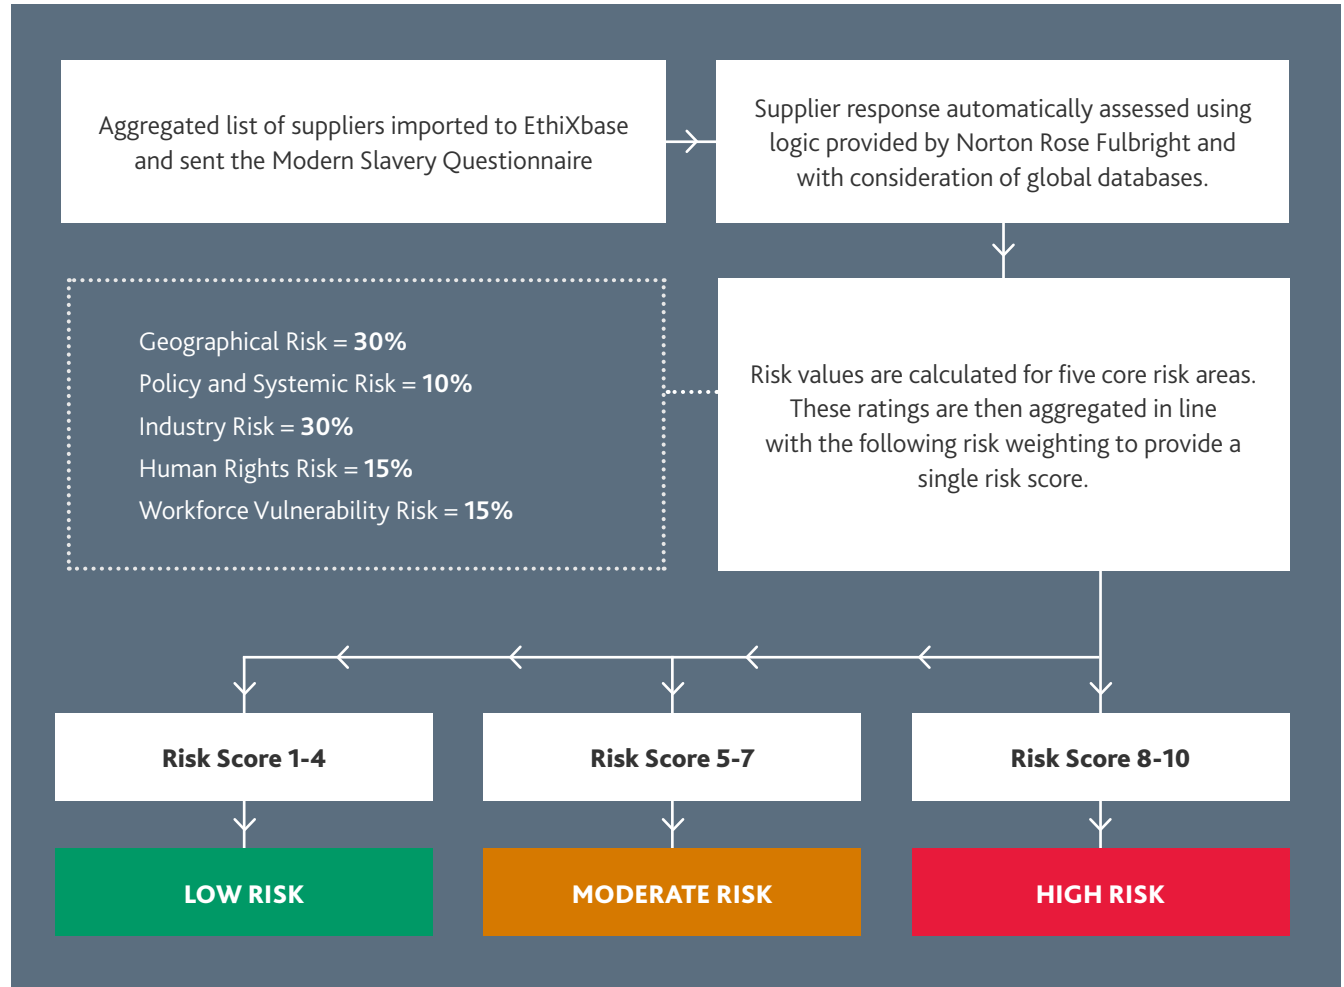 Aggregated list of suppliers imported to EthiXbase
and sent the Modern Slavery Questionnaire
Supplier response automatically assessed using
logic provided by Norton Rose Fulbright and
with consideration of global databases.
Geographical Risk = 30%
Policy and Systemic Risk = 10%
Industry Risk = 30%
Human Rights Risk = 15%
Workforce Vulnerability Risk = 15%
Risk values are calculated for five core risk areas.
These ratings are then aggregated in line
with the following risk weighting to provide a
single risk score.
Risk Score 1-4
Risk Score 5-7
Risk Score 8-10
LOW RISK
MODERATE RISK
HIGH RISK